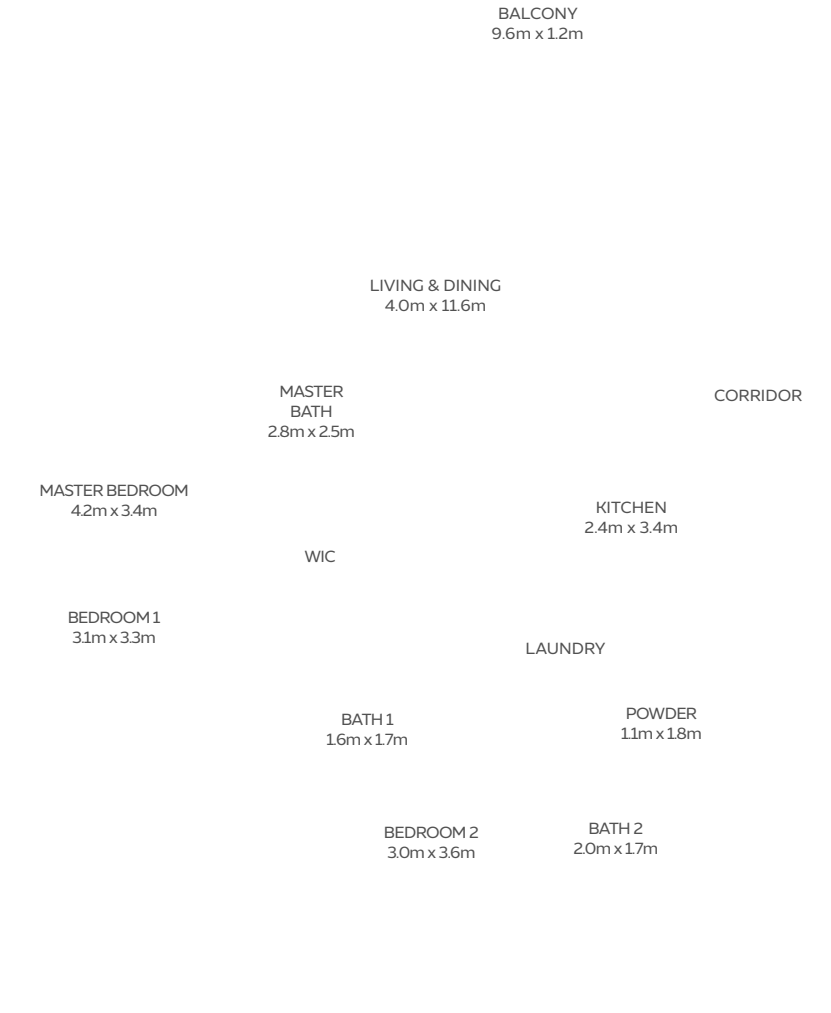 BALCONY
9.6m x 1.2m
LIVING & DINING
4.0m x 11.6m
MASTER
BATH
2.8m x 2.5m
CORRIDOR
MASTER BEDROOM
4.2m x 3.4m
KITCHEN
2.4m x 3.4m
WIC
BEDROOM 1
3.1m x 3.3m
LAUNDRY
BATH 1
1.6m x 1.7m
POWDER
1.1m x 1.8m
BEDROOM 2
3.0m x 3.6m
BATH 2
2.0m x 1.7m